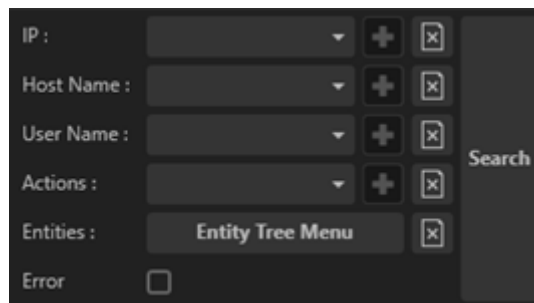 IP :
Host Name :
User Name :
Actions :
Search
Entities :
Entity Tree Menu
Error